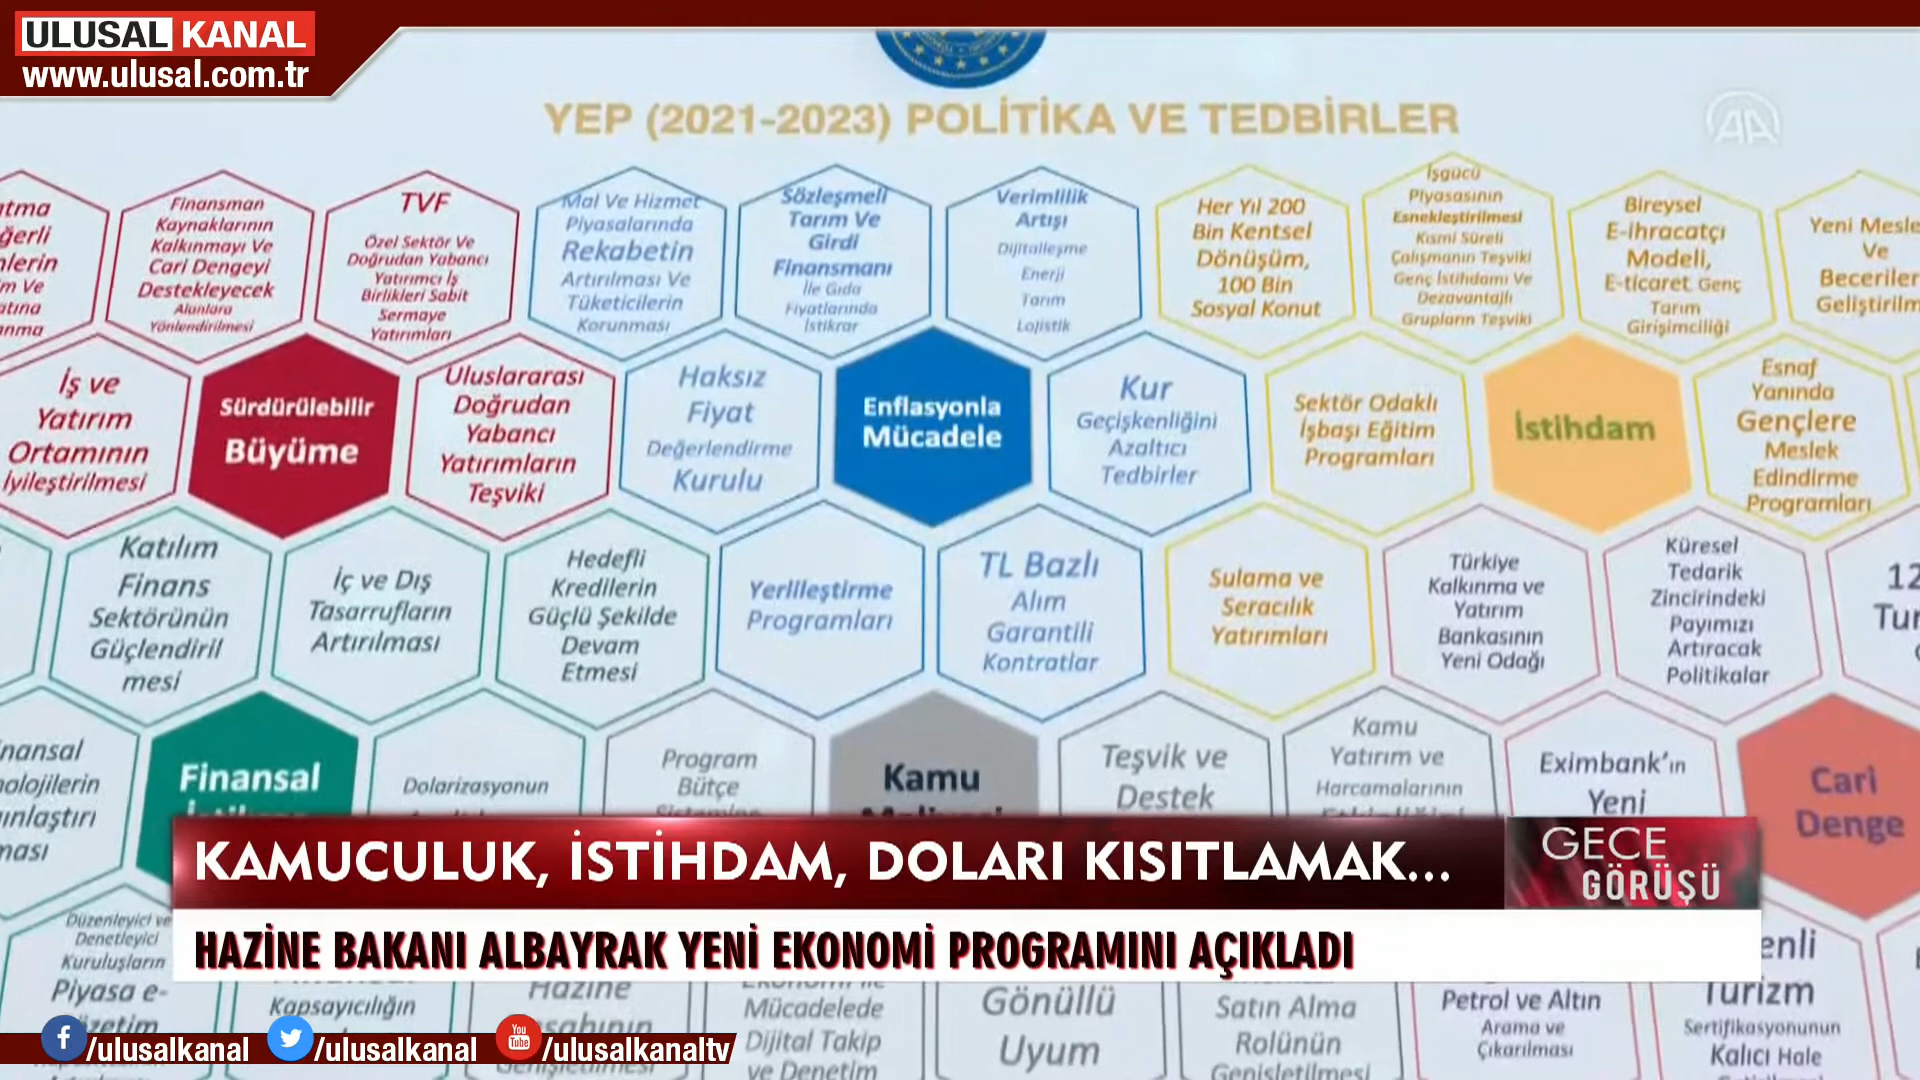 ULUSAL KANAL
www.ulusal.com.tr
YEP (2021-2023) POLİTİKA VE TEDBİRLER
AA
Finansman
Kaynaklarının
Kalkınmayı Ve
Cari Dengeyi
Destekleyecek
Alanlara
Yönlendirilmesi
TVF
Özel Sektör Ve
Doğrudan Yabancı
Yatırımcı İş
Birlikleri Sabit
Sermaye
Yatırımları
Mal Ve Hizmet
Piyasalarında
Rekabetin
Artırılması Ve
Tüketicilerin
Korunması
Sözleşmeli
Tarım Ve
Girdi
Finansmanı
İle Gıda
Fiyatlarında
İstikrar
Verimlilik
Artışı
Dijitalleşme
Enerji
Tarım
Lojistik
Her Yıl 200
Bin Kentsel
Dönüşüm,
100 Bin
Sosyal Konut
İşgücü
Piyasasının
Esnekleştirilmesi
Kısmi Süreli
Çalışmanın Teşviki
Genç İstihdamı Ve
Dezavantajlı
Grupların Teşviki
Bireysel
E-ihracatçı
Modeli,
E-ticaret Genç
Tarım
Girişimciliği
Yeni Mesle
Ve
Beceriler
Geliştirilm
İş ve
Yatırım
Ortamının
İyileştirilmesi
Sürdürülebilir
Büyüme
Uluslararası
Doğrudan
Yabancı
Yatırımların
Teşviki
Haksız
Fiyat
Değerlendirme
Kurulu
Enflasyonla
Mücadele
Kur
Geçişkenliğini
Azaltıcı
Tedbirler
Sektör Odaklı
İşbaşı Eğitim
Programları
İstihdam
Esnaf
Yanında
Gençlere
Meslek
Edindirme
Programları
Katılım
Finans
Sektörünün
Güçlendiril
mesi
İç ve Dış
Tasarrufların
Artırılması
Hedefli
Kredilerin
Güçlü Şekilde
Devam
Etmesi
Yerlileştirme
Programları
TL Bazlı
Alım
Garantili
Kontratlar
Sulama ve
Seracılık
Yatırımları
Türkiye
Kalkınma ve
Yatırım
Bankasının
Yeni Odağı
Küresel
Tedarik
Zincirindeki
Payımızı
Artıracak
Politikalar
12
Tur
Finansal
Dolarizasyonun
Program
Bütçe
Kamu
Teşvik ve
Destek
Kamu
Yatırım ve
Harcamalarının
Eximbank'ın
Yeni
Cari
Denge
KAMUCULUK, İSTİHDAM, DOLARI KISITLAMAK...
GECE
GÖRÜŞÜ
HAZİNE BAKANI ALBAYRAK YENİ EKONOMİ PROGRAMINI AÇIKLADI
Düzenleyici ve
Denetleyici
Kuruluşların
Piyasa e-
Kapsayıcılığın
Hazine
Mücadelede
Dijital Takip
ve Denetim
Gönüllü
Uyum
Satın Alma
Rolünün
Genişletilmesi
Petrol ve Altın
Arama ve
Çıkarılması
Turizm
Sertifikasyonunun
Kalıcı Hale
/ulusalkanal
/ulusalkanal
You
Tube
/ulusalkanaltv